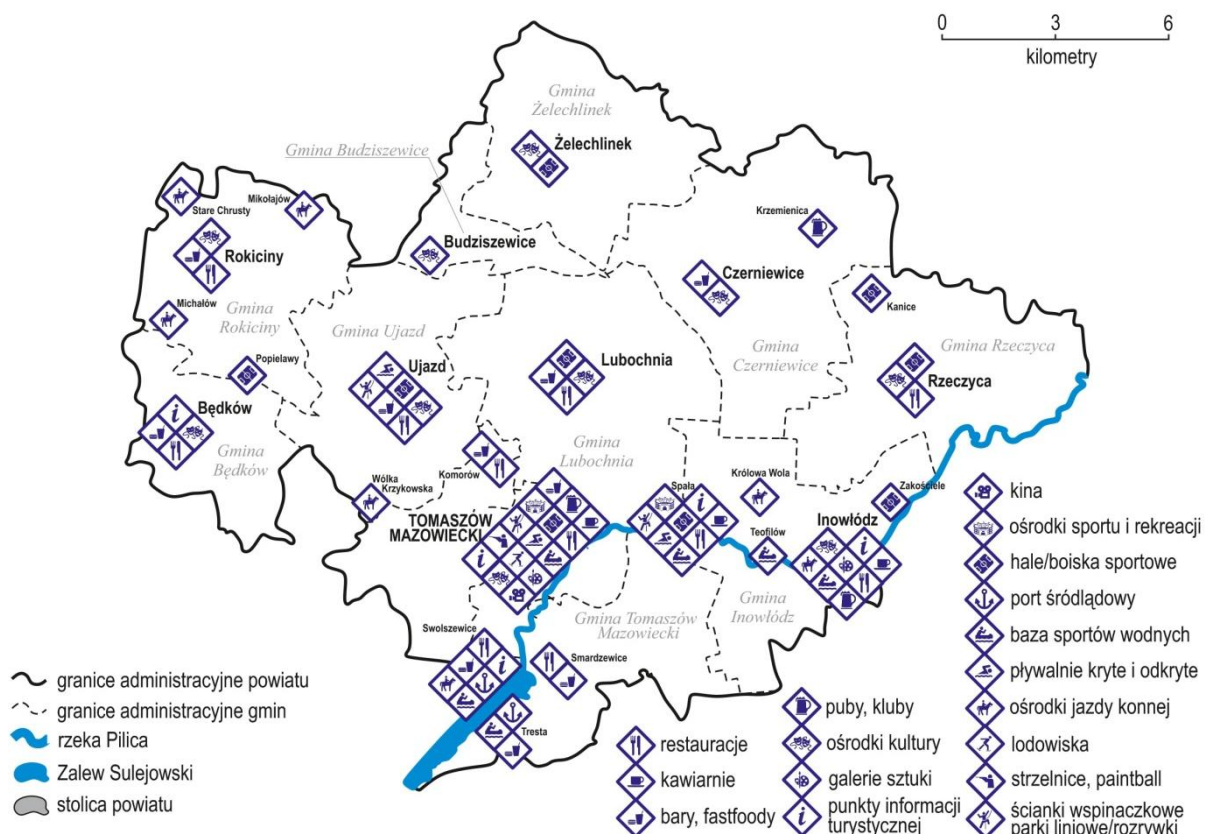 0 3 6
kilometry
Gmina
Żelechlinek
Żelechlinek
Gmina Budziszewice
Mikołajów
Stare Chrusty
Krzemienica
Budziszewice
Rokiciny
Czerniewice
Michałów
Kanice
Gmina
Rokiciny
Gmina Ujazd
Gmina
Czerniewice
Gmina Rzeczyca
Popielawy
Ujazd
Lubochnia
Rzeczyca
Będków
Gmina
Będków
Gmina
Lubochnia
Komorów
Wólka
Krzykowska
Spała
Królowa Wola
Zakościele
TOMASZÓW
MAZOWIECKI
Teofilów
Inowłódz
Gmina
Inowłódz
Gmina Tomaszów
Mazowiecki
Swolszewice
Smardzewice
Tresta
granice administracyjne powiatu
granice administracyjne gmin
rzeka Pilica
Zalew Sulejowski
stolica powiatu
restauracje
kawiarnie
bary, fastfoody
puby, kluby
ośrodki kultury
galerie sztuki
punkty informacji
turystycznej
kina
ośrodki sportu i rekreacji
hale/boiska sportowe
port śródlądowy
baza sportów wodnych
pływalnie kryte i odkryte
ośrodki jazdy konnej
lodowiska
strzelnice, paintball
ścianki wspinaczkowe
parki liniowe/rozrywki